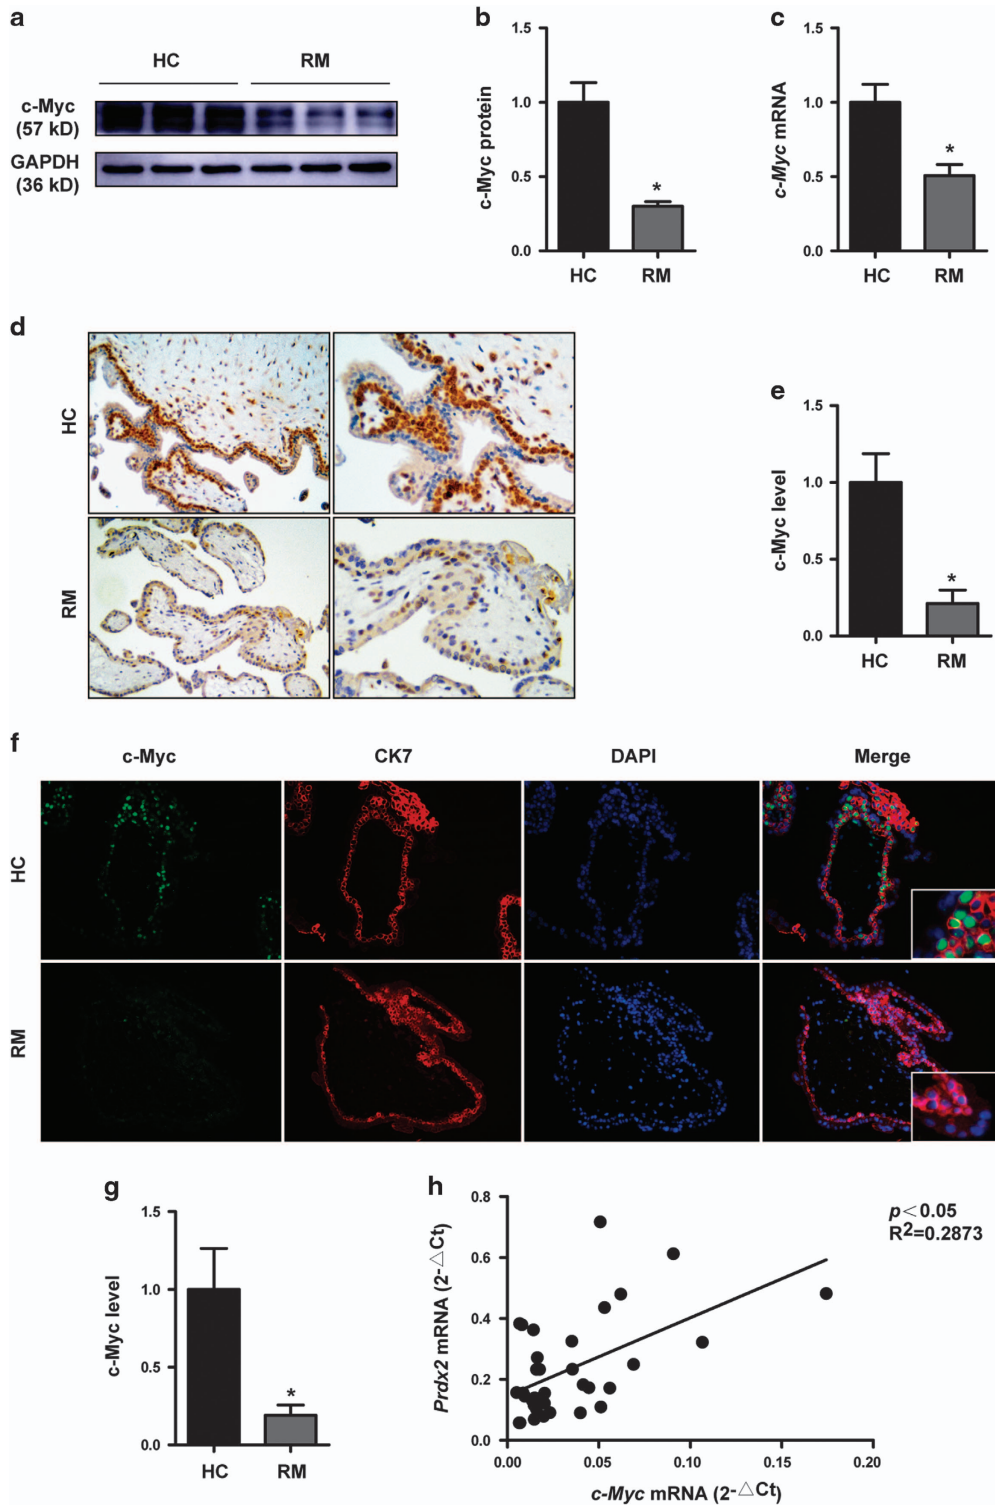 a
HC RM
c-Myc
(57 kD)
GAPDH
(36 kD)
b
c-Myc protein
1.5
1.0
0.5
0.0
HC RM
*
c
c-Myc mRNA
1.5
1.0
0.5
0.0
HC RM
*
d
HC
RM
e
c-Myc level
1.5
1.0
0.5
0.0
HC RM
*
f
c-Myc CK7 DAPI Merge
HC
RM
g
c-Myc level
1.5
1.0
0.5
0.0
HC RM
*
h
Prdx2 mRNA (2-△Ct)
0.8
0.6
0.4
0.2
0.0
0.00 0.05 0.10 0.15 0.20
c-Myc mRNA (2-△Ct)
p<0.05
R2=0.2873